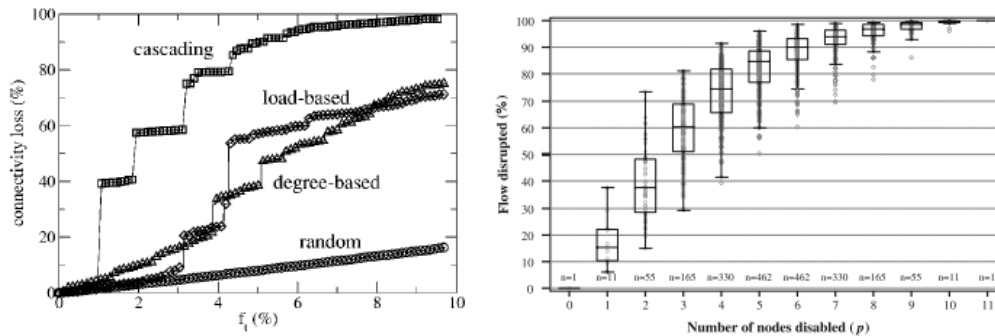 100
80
60
40
20
0
connectivity loss (%)
cascading
load-based
degree-based
random
0 2 4 6 8 10
(%)
100
90
80
70
60
50
40
30
20
10
0
Flow disrupted (%)
n=1 n=11 n=55 n=165 n=330 n=462 n=462 n=330 n=165 n=55 n=11 n=1
0 1 2 3 4 5 6 7 8 9 10 11
Number of nodes disabled (p)